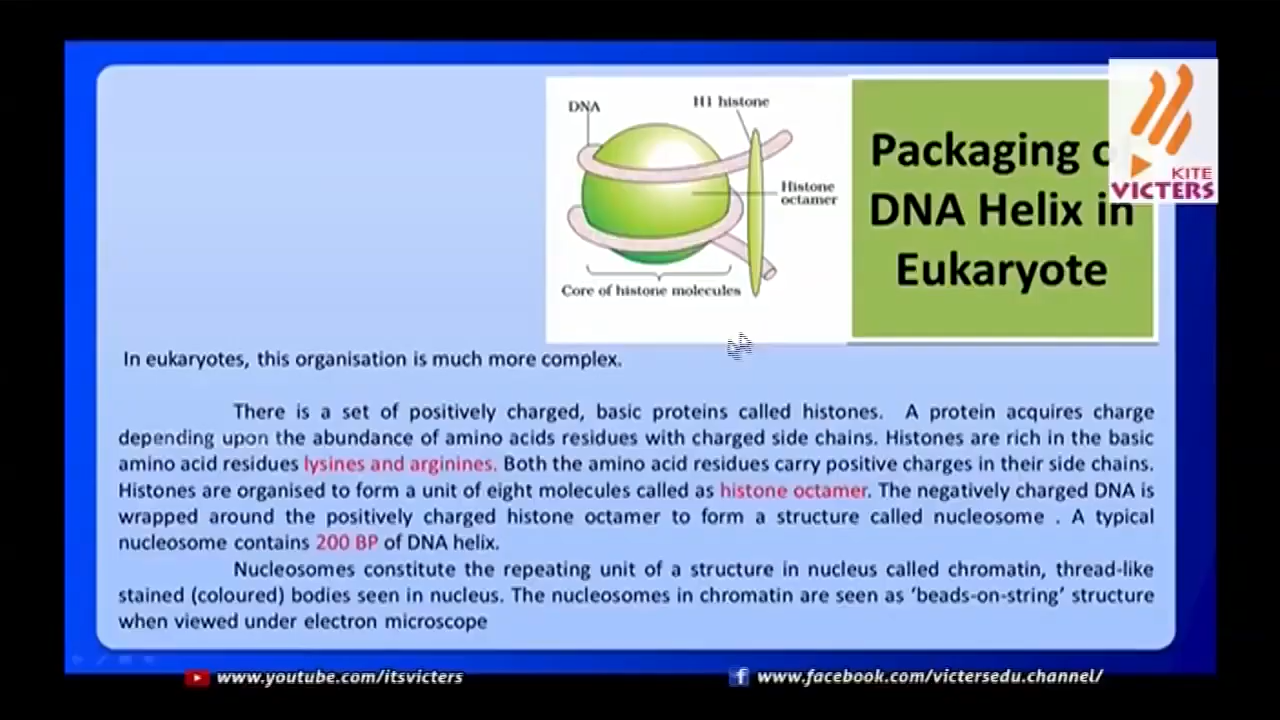 DNA
H1 histone
Histone
octamer
Core of histone molecules
Packaging
DNA Helix in
Eukaryote
KITE
VICTERS
In eukaryotes, this organisation is much more complex.
There is a set of positively charged, basic proteins called histones. A protein acquires charge
depending upon the abundance of amino acids residues with charged side chains. Histones are rich in the basic
amino acid residues lysines and arginines. Both the amino acid residues carry positive charges in their side chains.
Histones are organised to form a unit of eight molecules called as histone octamer. The negatively charged DNA is
wrapped around the positively charged histone octamer to form a structure called nucleosome . A typical
nucleosome contains 200 BP of DNA helix.
Nucleosomes constitute the repeating unit of a structure in nucleus called chromatin, thread-like
stained (coloured) bodies seen in nucleus. The nucleosomes in chromatin are seen as ‘beads-on-string’ structure
when viewed under electron microscope
www.youtube.com/itsvicters
www.facebook.com/victersedu.channel/